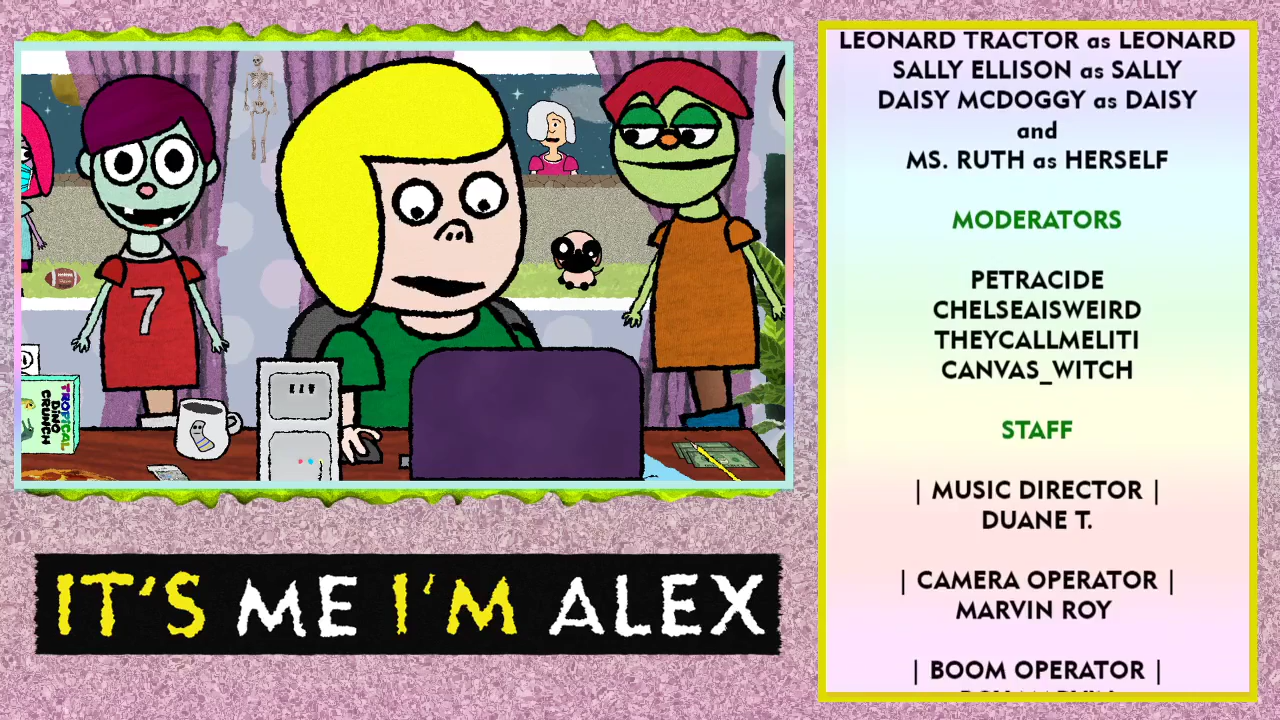 7
TROPICAL
DINO
CRUNCH
IT'S ME I'M ALEX
LEONARD TRACTOR as LEONARD
SALLY ELLISON as SALLY
DAISY MCDOGGY as DAISY
and
MS. RUTH as HERSELF
MODERATORS
PETRACIDE
CHELSEAISWEIRD
THEYCALLMELITI
CANVAS_WITCH
STAFF
| MUSIC DIRECTOR |
DUANE T.
| CAMERA OPERATOR |
MARVIN ROY
| BOOM OPERATOR |